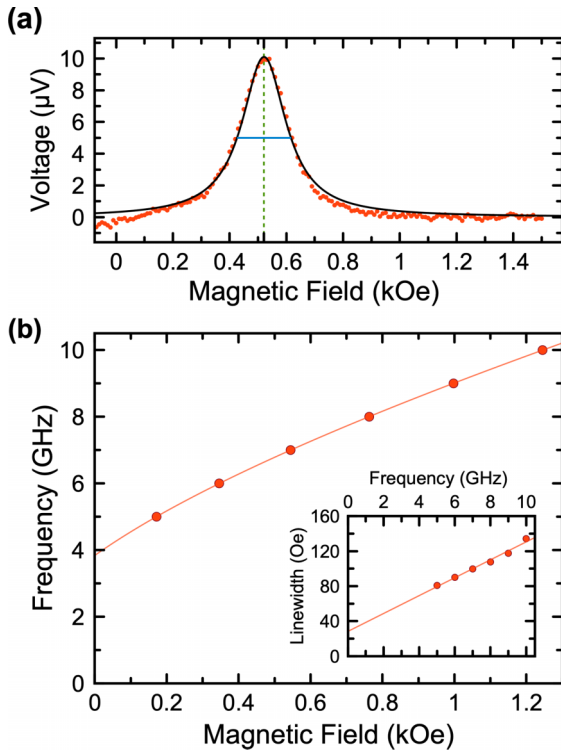 (a)
Voltage (µV)
10
8
6
4
2
0
0 0.2 0.4 0.6 0.8 1 1.2 1.4
Magnetic Field (kOe)
(b)
Frequency (GHz)
10
8
6
4
2
0
0 0.2 0.4 0.6 0.8 1 1.2
Magnetic Field (kOe)
Frequency (GHz)
0 2 4 6 8 10
Linewidth (Oe)
160
120
80
40
0